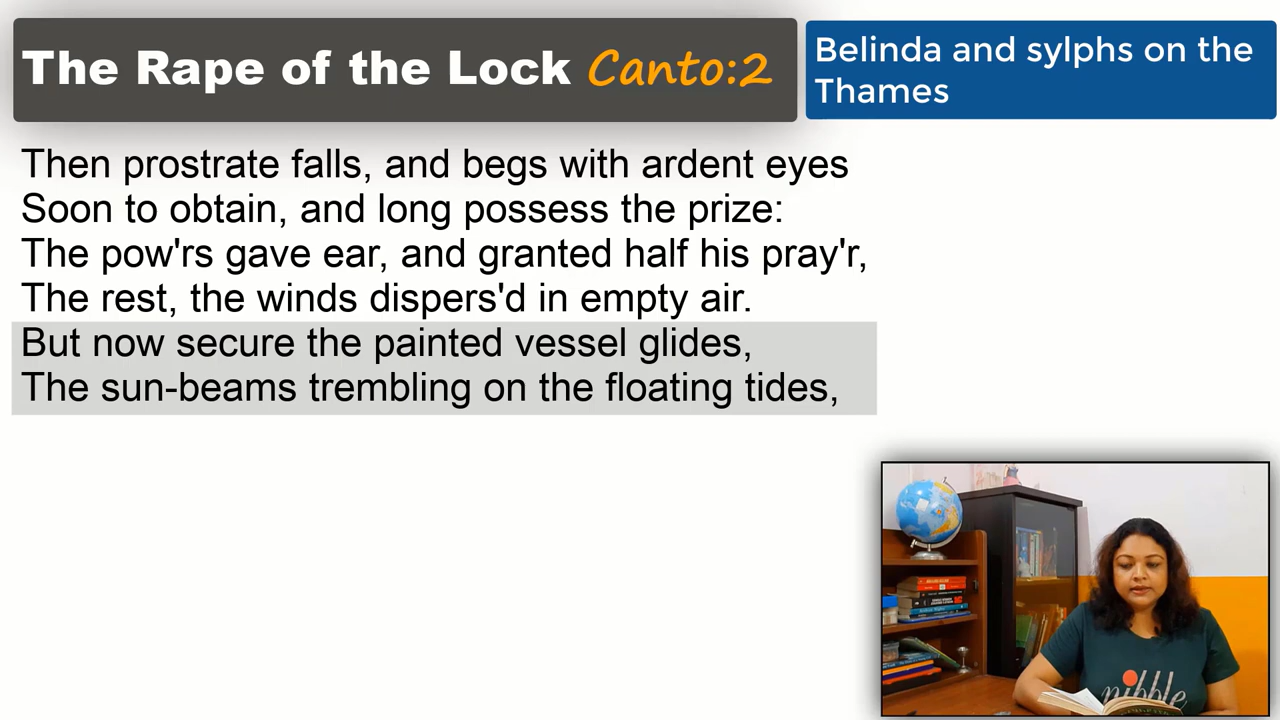 The Rape of the Lock Canto:2
Belinda and sylphs on the
Thames
Then prostrate falls, and begs with ardent eyes
Soon to obtain, and long possess the prize:
The pow'rs gave ear, and granted half his pray'r,
The rest, the winds dispers'd in empty air.
But now secure the painted vessel glides,
The sun-beams trembling on the floating tides,
nibble